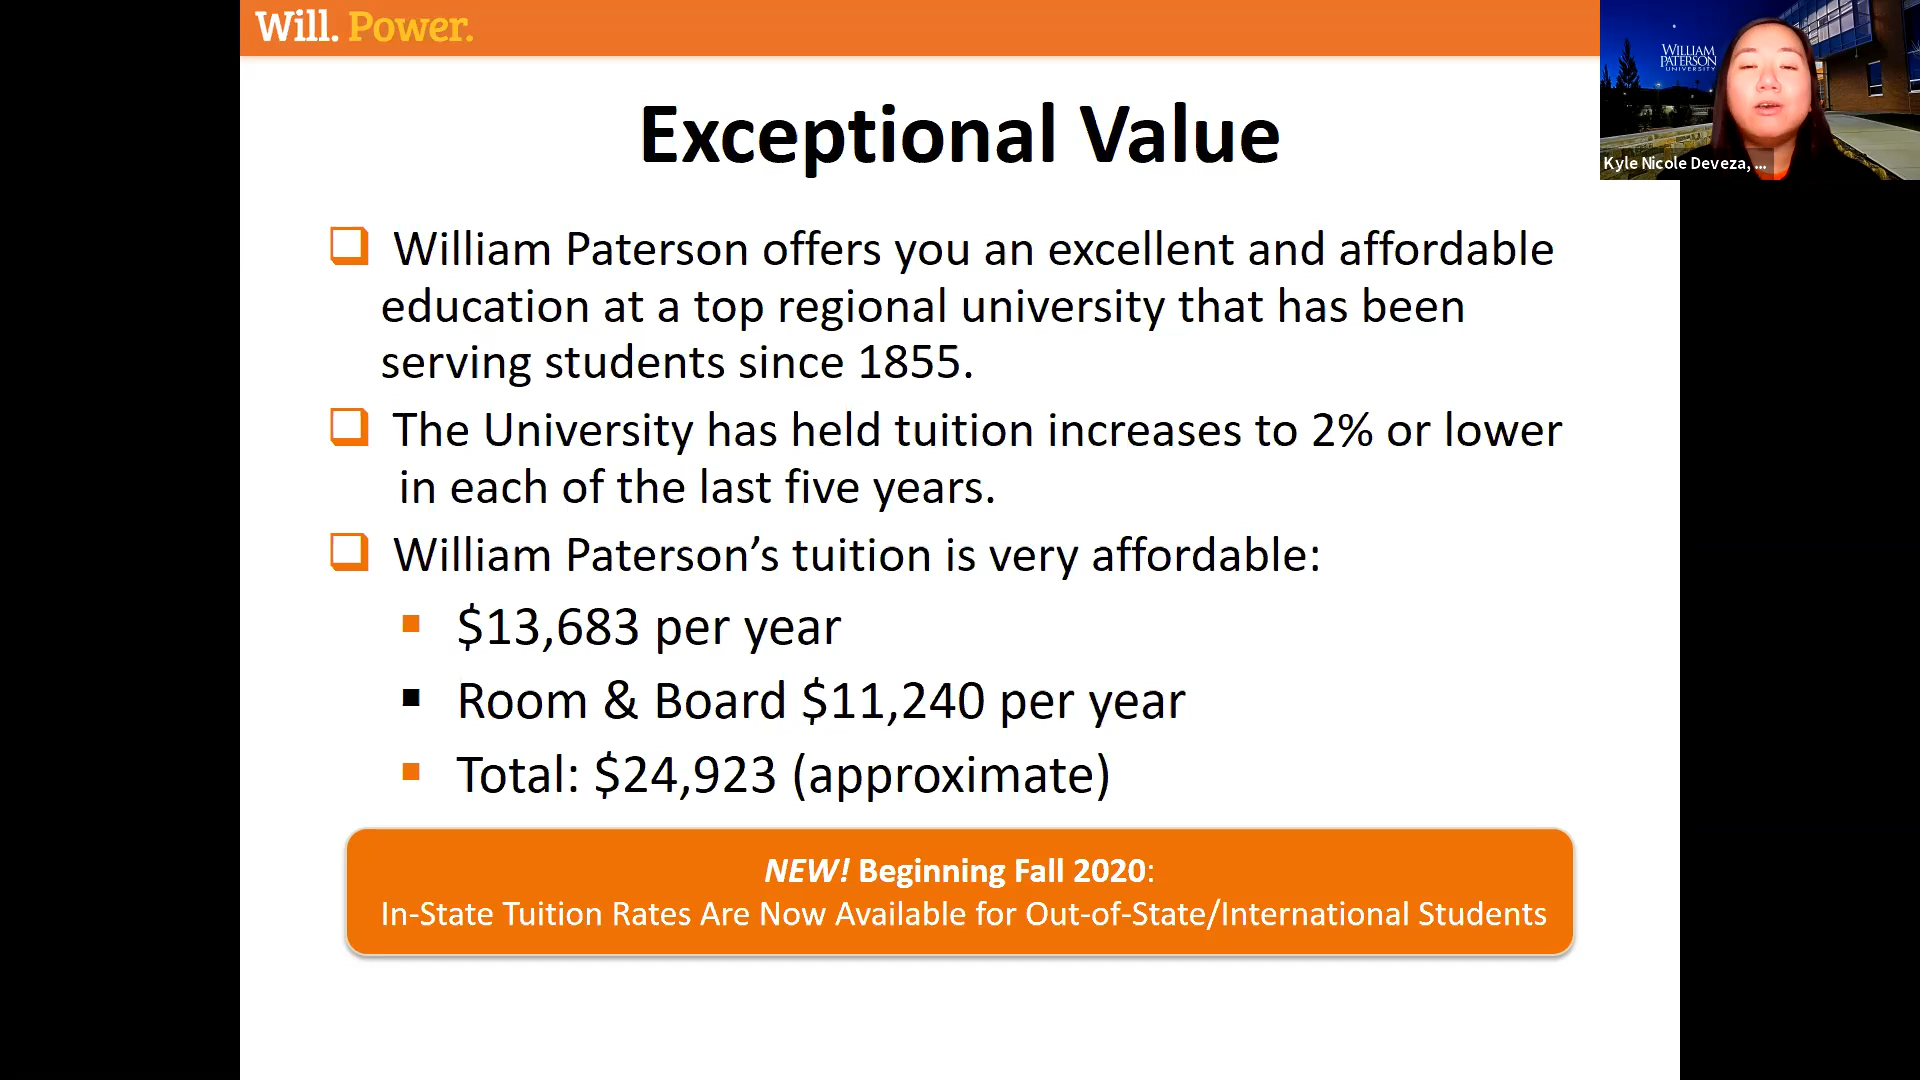 Will. Power.
WILLIAM
PATERSON
UNIVERSITY
Kyle Nicole Deveza, ...
Exceptional Value
William Paterson offers you an excellent and affordable
education at a top regional university that has been
serving students since 1855.
The University has held tuition increases to 2% or lower
in each of the last five years.
William Paterson’s tuition is very affordable:
$13,683 per year
Room & Board $11,240 per year
Total: $24,923 (approximate)
NEW! Beginning Fall 2020:
In-State Tuition Rates Are Now Available for Out-of-State/International Students